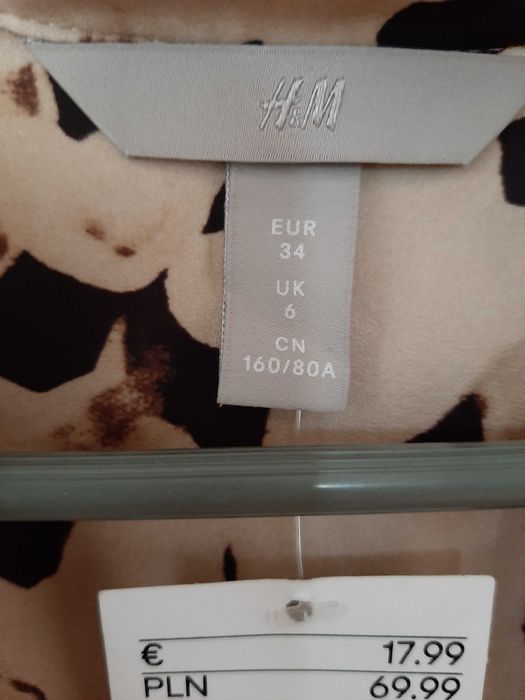 H&M
EUR
34
UK
6
CN
160/80A
€ 17.99
PLN 69.99